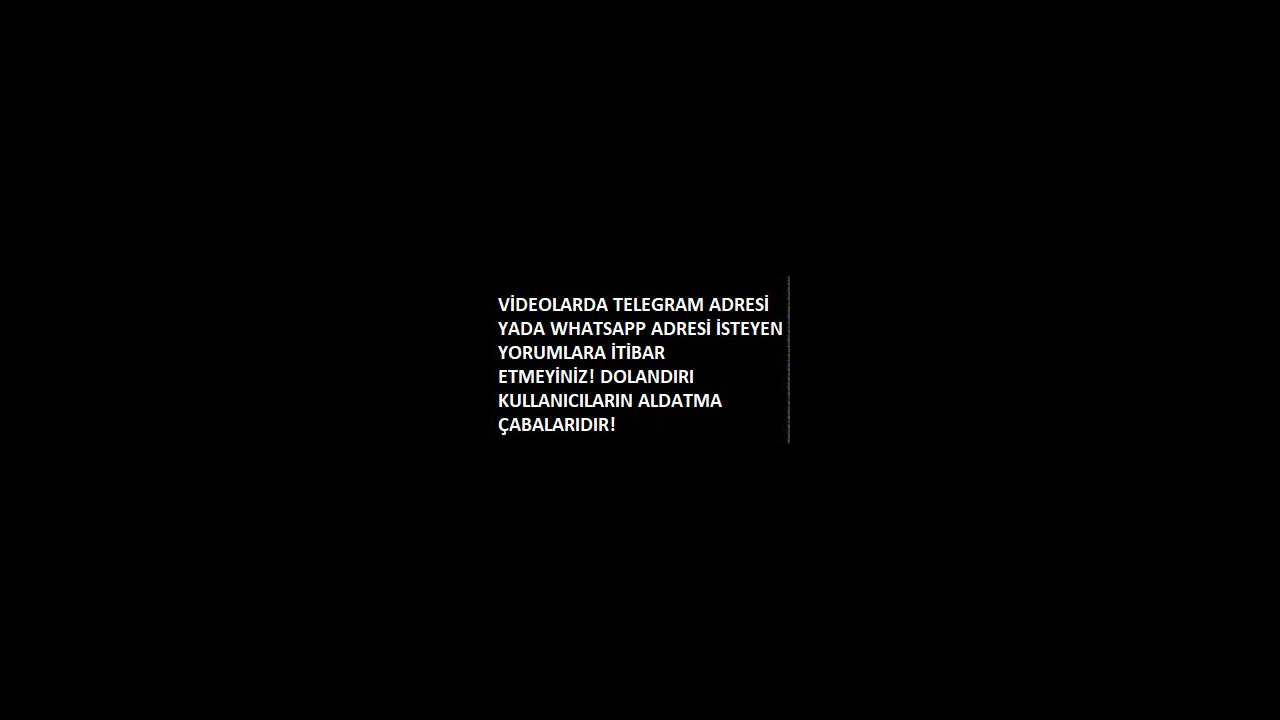 VİDEOLARDA TELEGRAM ADRESİ
YADA WHATSAPP ADRESİ İSTEYEN
YORUMLARA İTİBAR
ETMEYİNİZ! DOLANDIRI
KULLANICILARIN ALDATMA
ÇABALARIDIR!